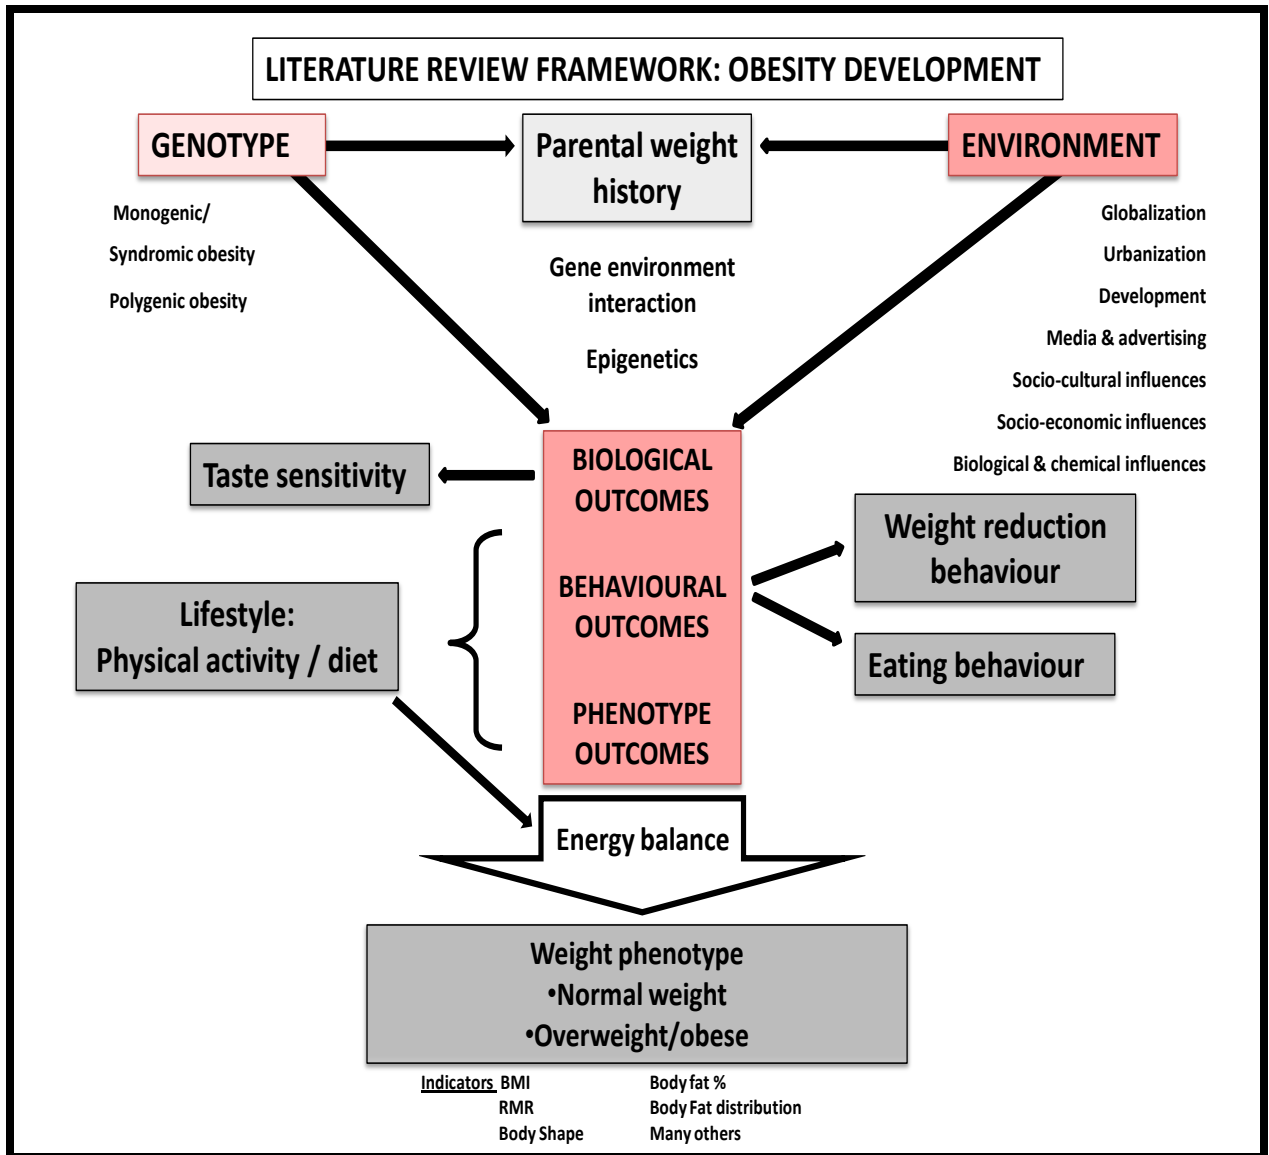 LITERATURE REVIEW FRAMEWORK: OBESITY DEVELOPMENT
GENOTYPE
Parental weight
history
ENVIRONMENT
Monogenic/
Syndromic obesity
Polygenic obesity
Gene environment
interaction
Epigenetics
Globalization
Urbanization
Development
Media & advertising
Socio-cultural influences
Socio-economic influences
Biological & chemical influences
Taste sensitivity
BIOLOGICAL
OUTCOMES
BEHAVIOURAL
OUTCOMES
PHENOTYPE
OUTCOMES
Weight reduction
behaviour
Eating behaviour
Lifestyle:
Physical activity / diet
Energy balance
Weight phenotype
•Normal weight
•Overweight/obese
Indicators BMI Body fat %
RMR Body Fat distribution
Body Shape Many others